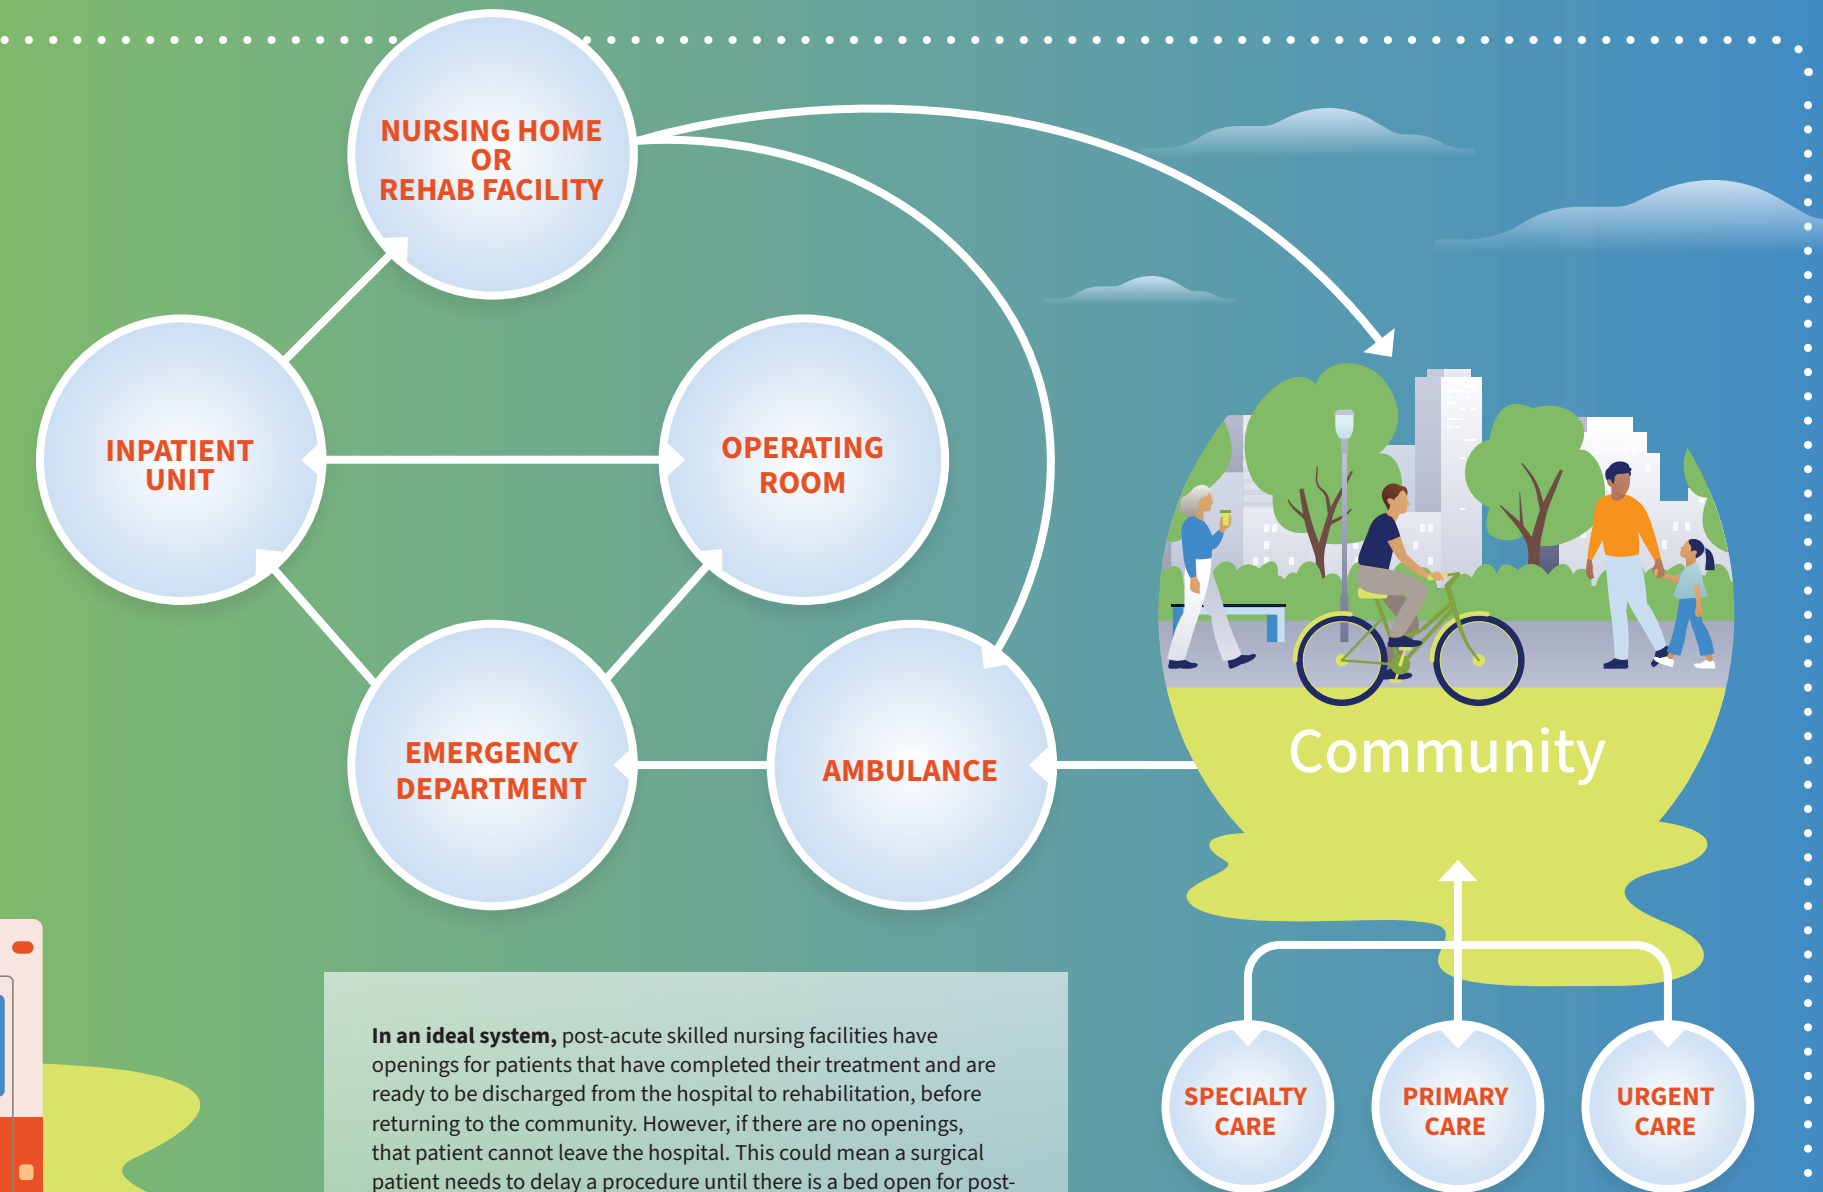 NURSING HOME
OR
REHAB FACILITY
INPATIENT
UNIT
OPERATING
ROOM
EMERGENCY
DEPARTMENT
AMBULANCE
Community
SPECIALTY
CARE
PRIMARY
CARE
URGENT
CARE
In an ideal system, post-acute skilled nursing facilities have
openings for patients that have completed their treatment and are
ready to be discharged from the hospital to rehabilitation, before
returning to the community. However, if there are no openings,
that patient cannot leave the hospital. This could mean a surgical
patient needs to delay a procedure until there is a bed open for post-